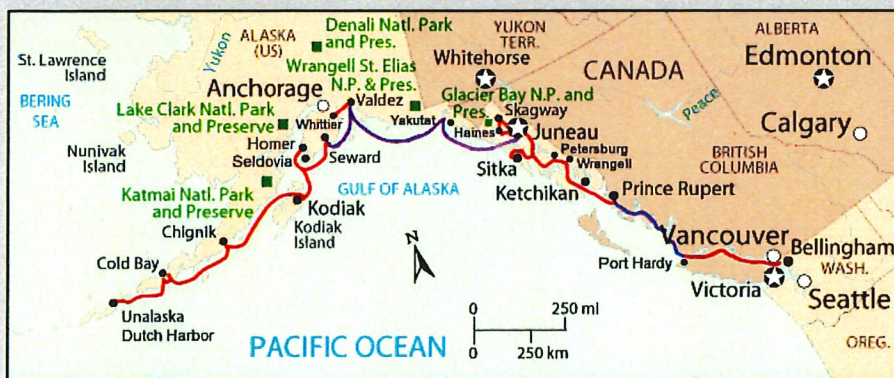 Denali Natl. Park
and Pres.
ALASKA
(US)
YUKON
TERR.
ALBERTA
St. Lawrence
Island
Yukon
Wrangell St. Elias
N.P. & Pres.
Whitehorse
CANADA
Edmonton
BERING
SEA
Anchorage
Valdez
Glacier Bay N.P. and
Pres.
Skagway
Peace
Lake Clark Natl. Park
and Preserve
Whittier
Yakutat
Haines
Juneau
Calgary
Nunivak
Island
Homer
Seldovia
Seward
Petersburg
Wrangell
BRITISH
COLUMBIA
Sitka
Katmai Natl. Park
and Preserve
GULF OF ALASKA
Ketchikan
Prince Rupert
Kodiak
Kodiak
Island
Chignik
N
Vancouver
Bellingham
Cold Bay
Port Hardy
WASH.
Victoria
Seattle
Unalaska
Dutch Harbor
0 250 mi
0 250 km
PACIFIC OCEAN
OREG.